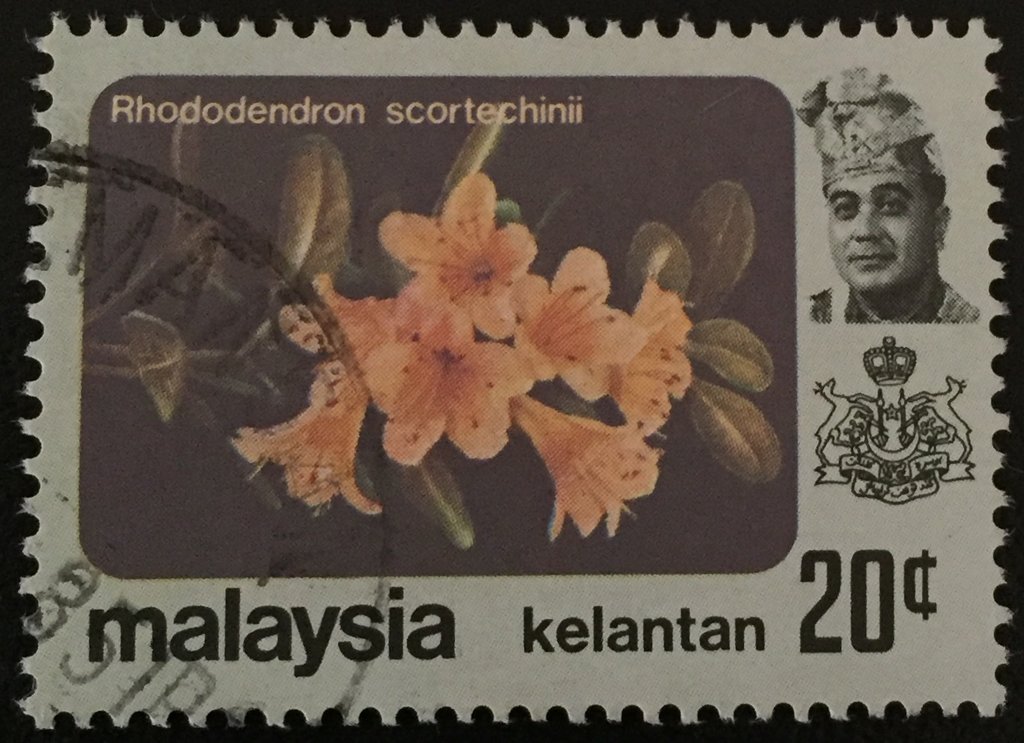 Rhododendron scortechinii
malaysia kelantan 20¢